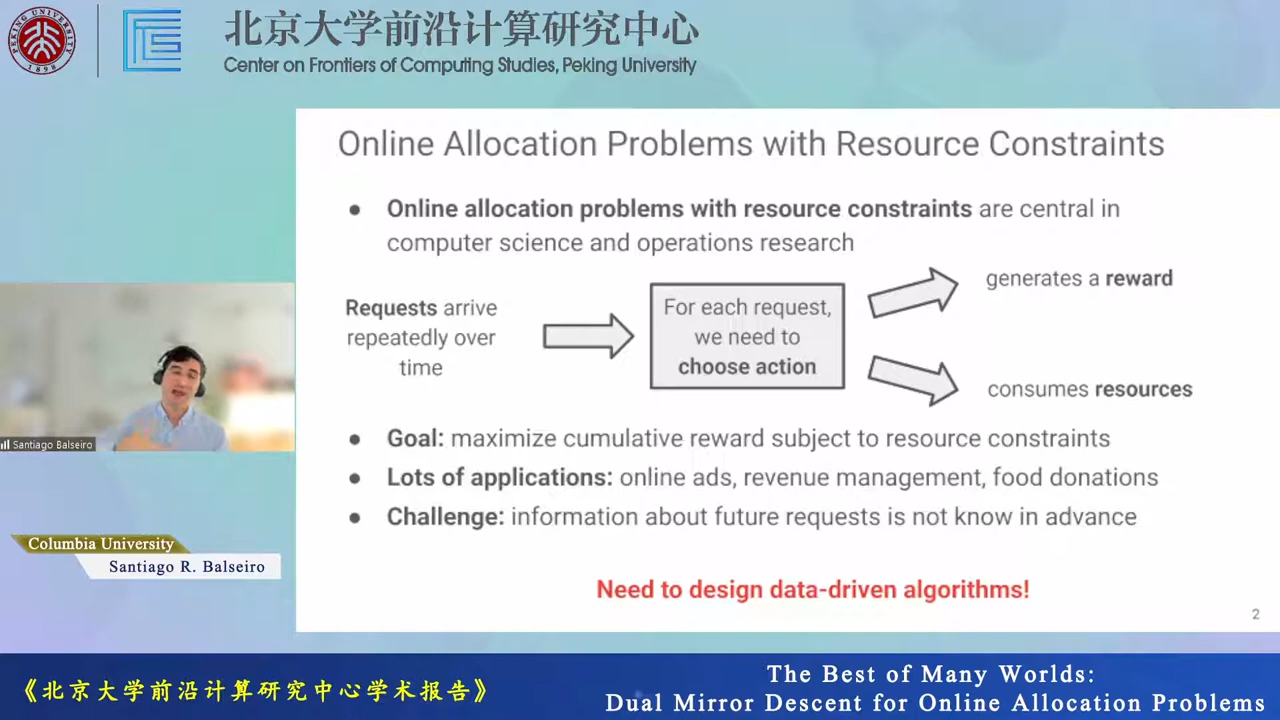 PEKING UNIVERSITY
1898
北京大学前沿计算研究中心
Center on Frontiers of Computing Studies, Peking University
Online Allocation Problems with Resource Constraints
● Online allocation problems with resource constraints are central in
computer science and operations research
Requests arrive
repeatedly over
time
For each request,
we need to
choose action
generates a reward
consumes resources
● Goal: maximize cumulative reward subject to resource constraints
● Lots of applications: online ads, revenue management, food donations
● Challenge: information about future requests is not know in advance
Need to design data-driven algorithms!
2
Santiago Balseiro
Columbia University
Santiago R. Balseiro
《北京大学前沿计算研究中心学术报告》
The Best of Many Worlds:
Dual Mirror Descent for Online Allocation Problems